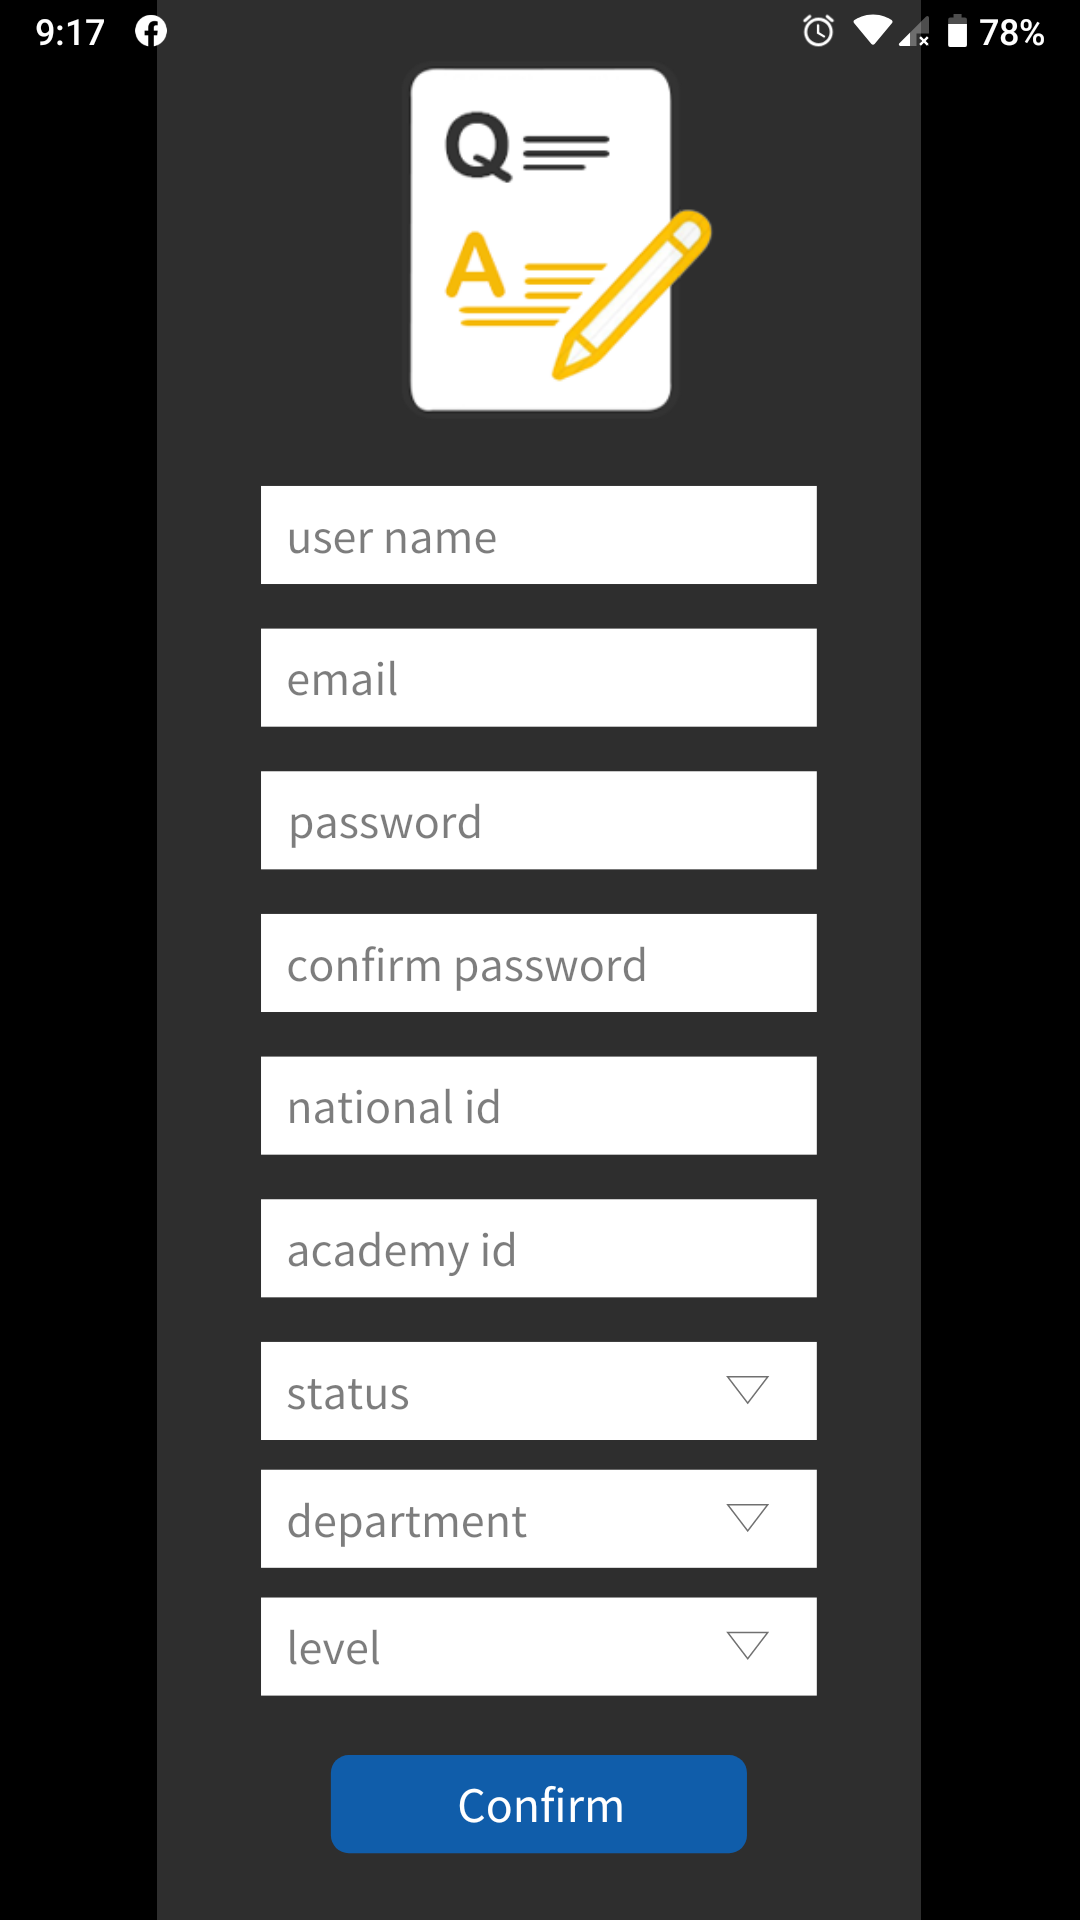 9:17
78%
Q
A
user name
email
password
confirm password
national id
academy id
status
department
level
Confirm